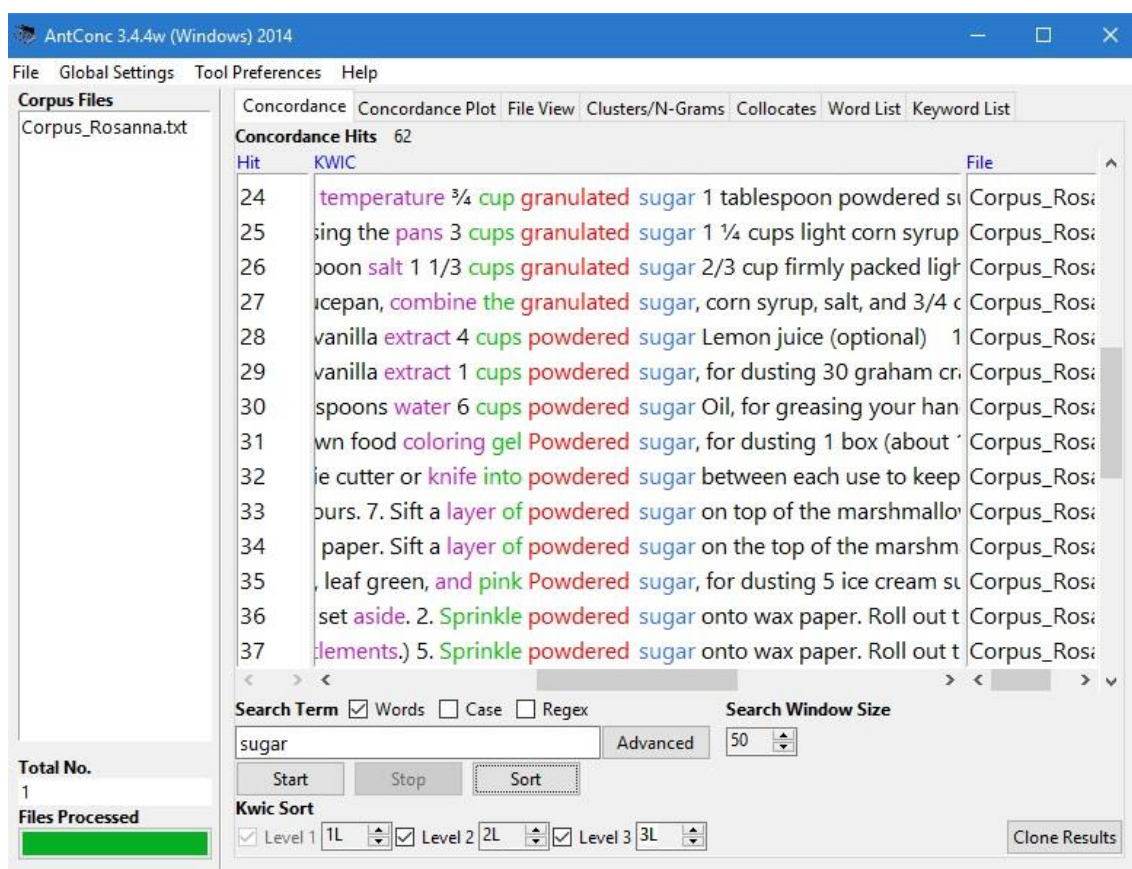 AntConc 3.4.4w (Windows) 2014
File Global Settings Tool Preferences Help
Corpus Files
Corpus_Rosanna.txt
Total No.
1
Files Processed
Concordance Concordance Plot File View Clusters/N-Grams Collocates Word List Keyword List
Concordance Hits 62
Hit KWIC File
24 temperature ¾ cup granulated sugar 1 tablespoon powdered su Corpus_Rosa
25 sing the pans 3 cups granulated sugar 1 ¼ cups light corn syrup Corpus_Rosa
26 poon salt 1 1/3 cups granulated sugar 2/3 cup firmly packed ligh Corpus_Rosa
27 ucepan, combine the granulated sugar, corn syrup, salt, and 3/4 c Corpus_Rosa
28 vanilla extract 4 cups powdered sugar Lemon juice (optional) 1 Corpus_Rosa
29 vanilla extract 1 cups powdered sugar, for dusting 30 graham cra Corpus_Rosa
30 spoons water 6 cups powdered sugar Oil, for greasing your han Corpus_Rosa
31 wn food coloring gel Powdered sugar, for dusting 1 box (about Corpus_Rosa
32 ie cutter or knife into powdered sugar between each use to keep Corpus_Rosa
33 ours. 7. Sift a layer of powdered sugar on top of the marshmallo Corpus_Rosa
34 paper. Sift a layer of powdered sugar on the top of the marshm Corpus_Rosa
35 , leaf green, and pink Powdered sugar, for dusting 5 ice cream su Corpus_Rosa
36 set aside. 2. Sprinkle powdered sugar onto wax paper. Roll out t Corpus_Rosa
37 tlements.) 5. Sprinkle powdered sugar onto wax paper. Roll out t Corpus_Rosa
Search Term Words Case Regex Search Window Size
sugar Advanced 50
Start Stop Sort
Kwic Sort
Level 1 1L Level 2 2L Level 3 3L Clone Results